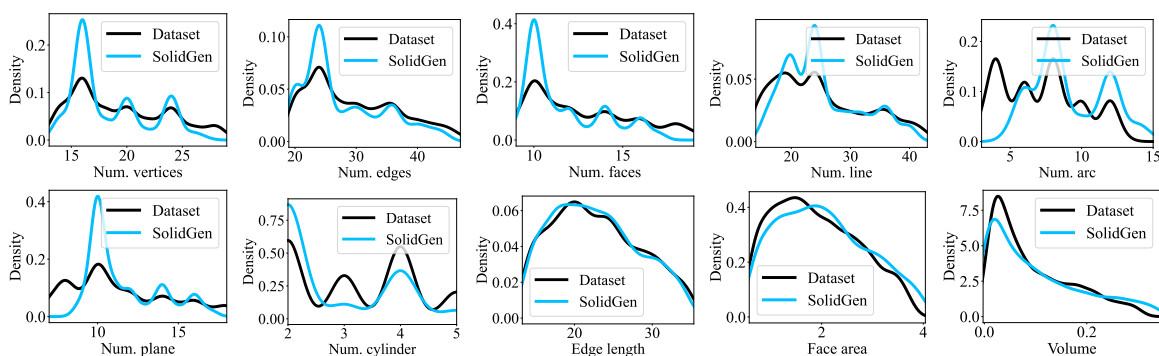 Density
0.2
0.1
0.0
15
20
25
Num. vertices
Dataset
SolidGen
Density
0.10
0.05
0.00
20
30
40
Num. edges
Dataset
SolidGen
Density
0.4
0.2
0.0
10
15
Num. faces
Dataset
SolidGen
Density
0.05
0.00
20
30
40
Num. line
Dataset
SolidGen
Density
0.2
0.1
0.0
5
10
15
Num. arc
Dataset
SolidGen
Density
0.4
0.2
0.0
10
15
Num. plane
Dataset
SolidGen
Density
0.75
0.50
0.25
0.00
2
3
4
5
Num. cylinder
Dataset
SolidGen
Density
0.06
0.04
0.02
0.00
20
30
Edge length
Dataset
SolidGen
Density
0.4
0.2
0.0
2
4
Face area
Dataset
SolidGen
Density
7.5
5.0
2.5
0.0
0.0
0.2
Volume
Dataset
SolidGen